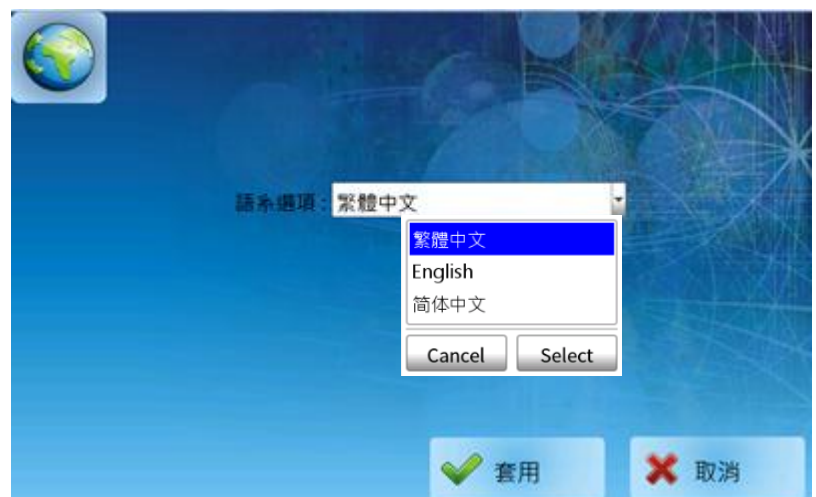 語系選項 : 繁體中文
繁體中文
English
简体中文
Cancel Select
套用 取消